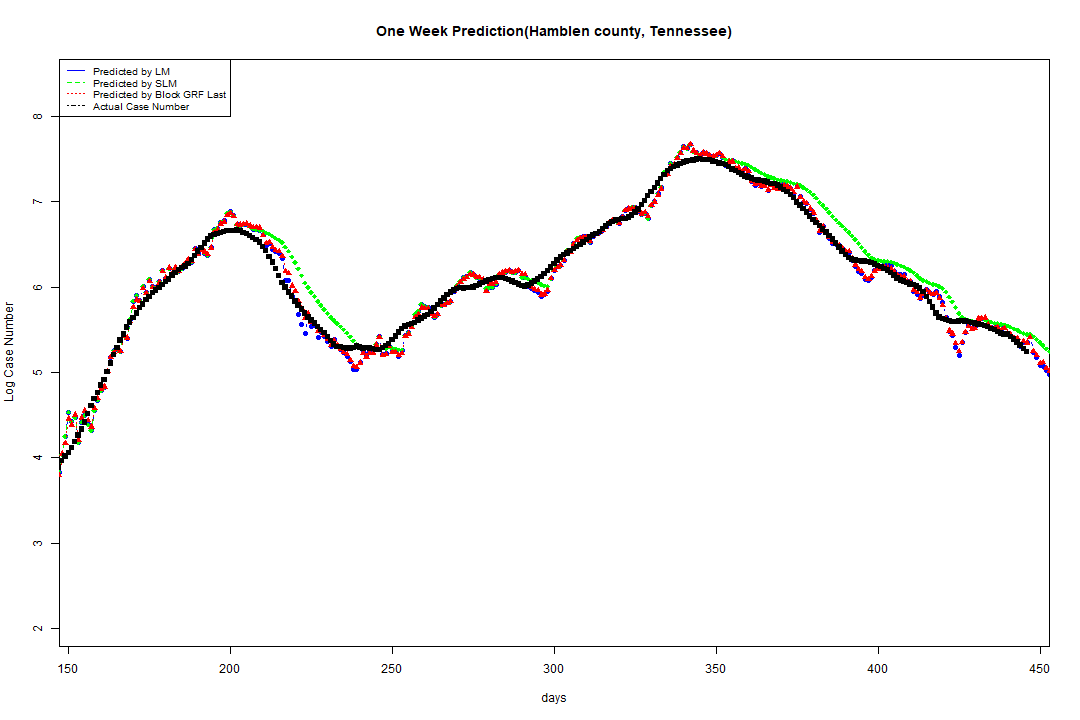 One Week Prediction(Hamblen county, Tennessee)
Predicted by LM
Predicted by SLM
Predicted by Block GRF Last
Actual Case Number
8
7
6
5
4
3
2
Log Case Number
150 200 250 300 350 400 450
days